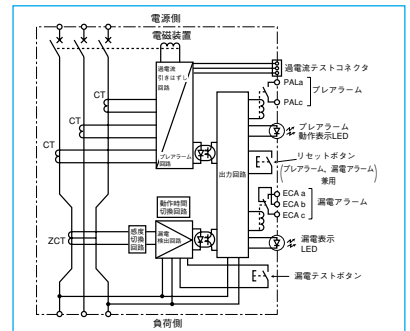 電源側
電磁装置
過電流
引きはずし
回路
過電流テストコネクタ
PALa
PALc
プレアラーム
CT
CT
CT
プレアラーム
回路
プレアラーム
動作表示LED
リセットボタン
(プレアラーム、漏電アラーム)
兼用
出力回路
ECA a
ECA b
ECA c
漏電アラーム
動作時間
切換回路
ZCT
感度
切換
回路
漏電
検出回路
漏電表示
LED
漏電テストボタン
負荷側